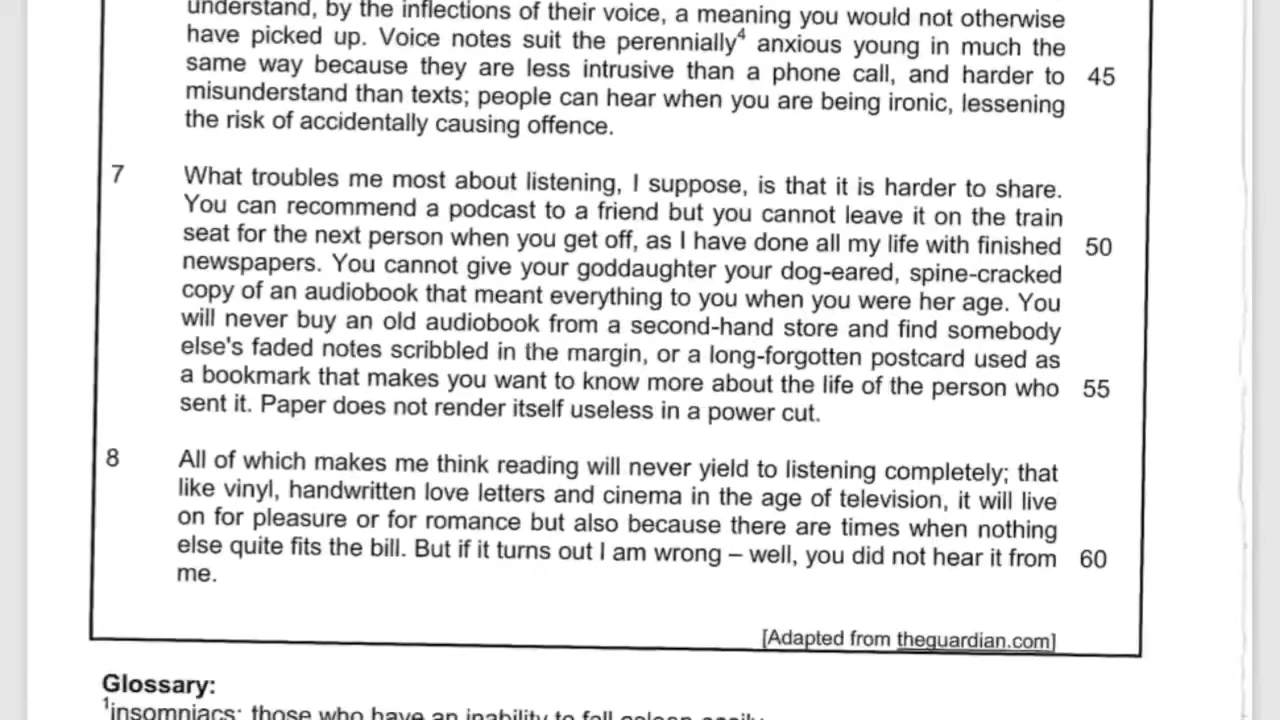 understand, by the inflections of their voice, a meaning you would not otherwise
have picked up. Voice notes suit the perennially⁴ anxious young in much the
same way because they are less intrusive than a phone call, and harder to 45
misunderstand than texts; people can hear when you are being ironic, lessening
the risk of accidentally causing offence.
7 What troubles me most about listening, I suppose, is that it is harder to share.
You can recommend a podcast to a friend but you cannot leave it on the train
seat for the next person when you get off, as I have done all my life with finished 50
newspapers. You cannot give your goddaughter your dog-eared, spine-cracked
copy of an audiobook that meant everything to you when you were her age. You
will never buy an old audiobook from a second-hand store and find somebody
else's faded notes scribbled in the margin, or a long-forgotten postcard used as
a bookmark that makes you want to know more about the life of the person who 55
sent it. Paper does not render itself useless in a power cut.
8 All of which makes me think reading will never yield to listening completely; that
like vinyl, handwritten love letters and cinema in the age of television, it will live
on for pleasure or for romance but also because there are times when nothing
else quite fits the bill. But if it turns out I am wrong – well, you did not hear it from 60
me.
[Adapted from theguardian.com]
Glossary:
¹insomniacs: those who have an inability to fall asleep easily